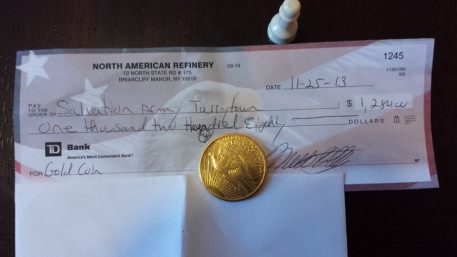 NORTH AMERICAN REFINERY
72 NORTH STATE RD # 175
BRIARCLIFF MANOR, NY 10510
09-13
1245
DATE 11-25-13
PAY TO THE ORDER OF Salvation Army Tarrytown $ 1,280.00
One thousand two Hundred Eighty DOLLARS
TD Bank
America's Most Convenient Bank®
FOR Gold Coin